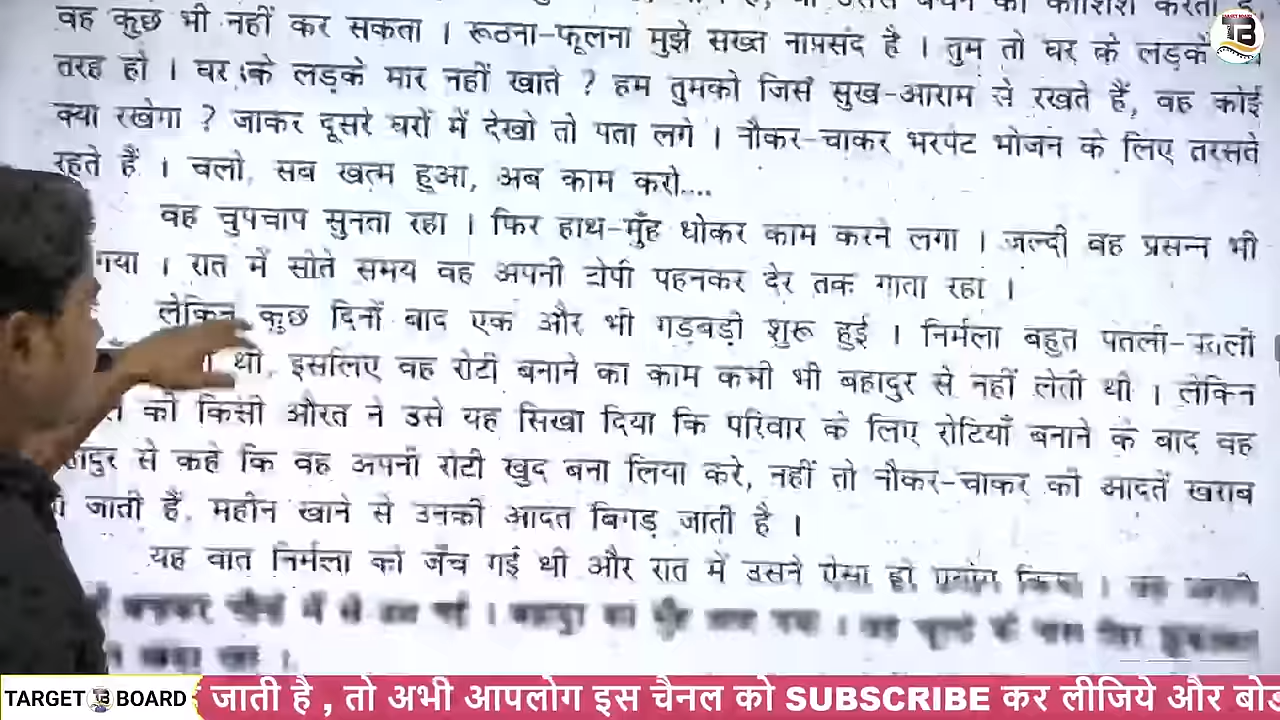 वह कुछ भी नहीं कर सकता । रूठना-फूलना मुझे सख्त नापसंद है । तुम तो घर के लड़के
तरह हो । घर के लड़के मार नहीं खाते ? हम तुमको जिस सुख-आराम से रखते हैं, वह कोई
क्या रखेगा ? जाकर दूसरे घरों में देखो तो पता लगे । नौकर-चाकर भरपेट भोजन के लिए तरसते
रहते हैं । चलो, सब खत्म हुआ, अब काम करो....
वह चुपचाप सुनता रहा । फिर हाथ-मुँह धोकर काम करने लगा । जल्दी वह प्रसन्न भी
गया । रात में सोते समय वह अपनी टोपी पहनकर देर तक गाता रहा ।
लेकिन कुछ दिनों बाद एक और भी गड़बड़ी शुरू हुई । निर्मला बहुत पतली-
थी, इसलिए वह रोटी बनाने का काम कभी भी बहादुर से नहीं लेती थी । लेकिन
को किसी औरत ने उसे यह सिखा दिया कि परिवार के लिए रोटियाँ बनाने के बाद वह
से कहे कि वह अपनी रोटी खुद बना लिया करे, नहीं तो नौकर-चाकर की आदतें खराब
जाती हैं, महीन खाने से उनकी आदत बिगड़ जाती है ।
यह बात निर्मला को जँच गई थी और रात में उसने ऐसा ही
TARGET TB BOARD जाती है , तो अभी आपलोग इस चैनल को SUBSCRIBE कर लीजिये और
TARGET BOARD
TB